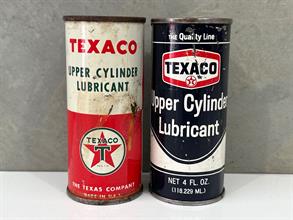 TEXACO
UPPER CYLINDER
LUBRICANT
TEXACO
T
THE TEXAS COMPANY
MADE IN U.S.A.
THE Quality Line
TEXACO
Upper Cylinder
Lubricant
NET 4 FL. OZ.
(118.229 ML.)